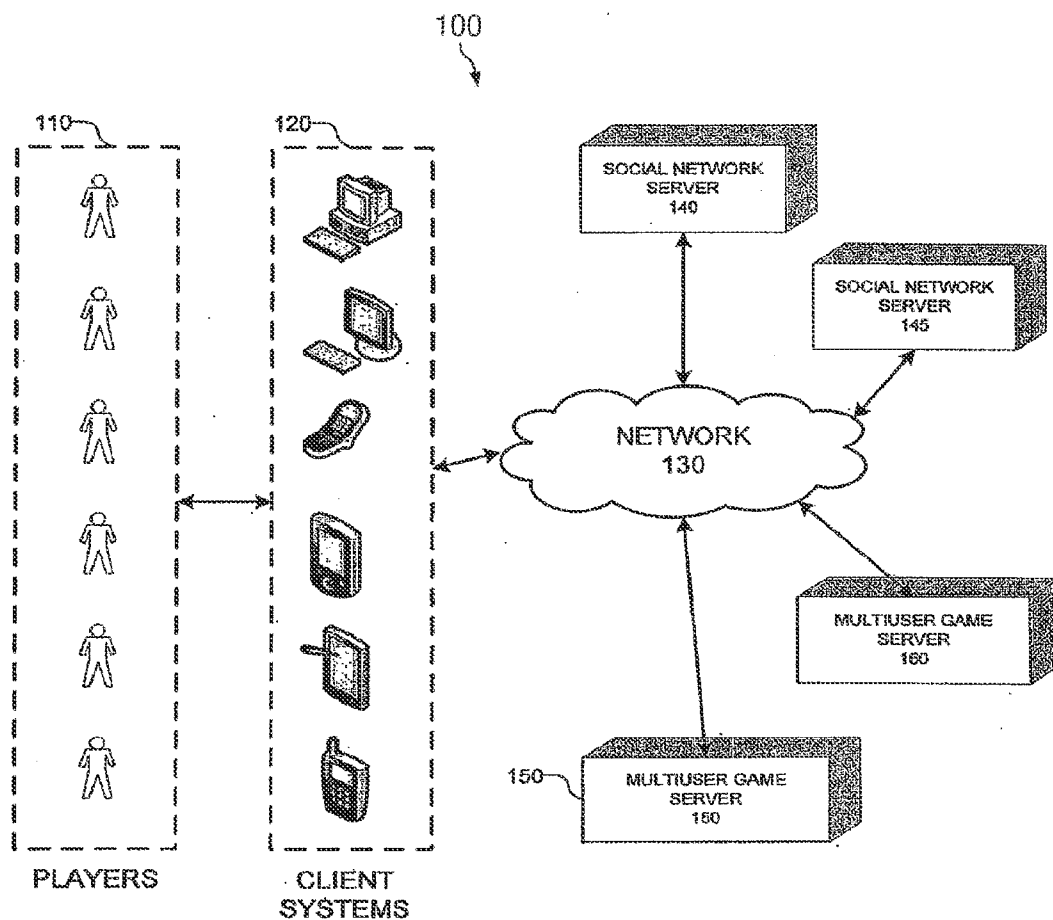 100
110
120
SOCIAL NETWORK
SERVER
140
SOCIAL NETWORK
SERVER
145
NETWORK
130
MULTIUSER GAME
SERVER
160
150
MULTIUSER GAME
SERVER
150
PLAYERS
CLIENT
SYSTEMS